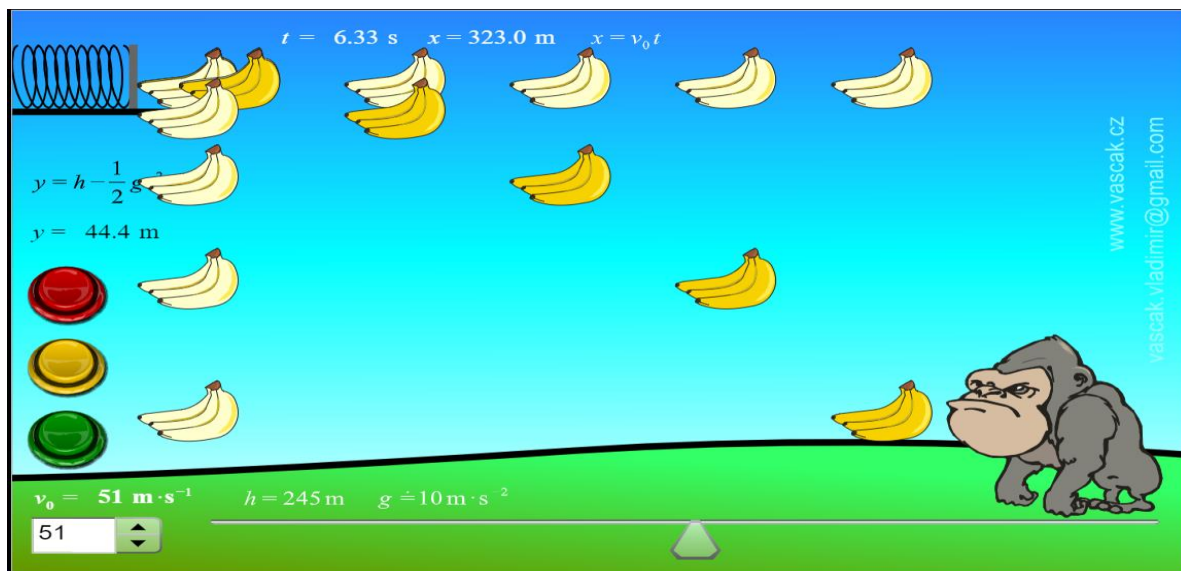 t = 6.33 s x = 323.0 m x = v₀t
www.vascak.cz
vascak.vladimir@gmail.com
y = h − 1/2 g ²
y = 44.4 m
v₀ = 51 m·s⁻¹ h = 245 m g ≐ 10 m·s⁻²
51